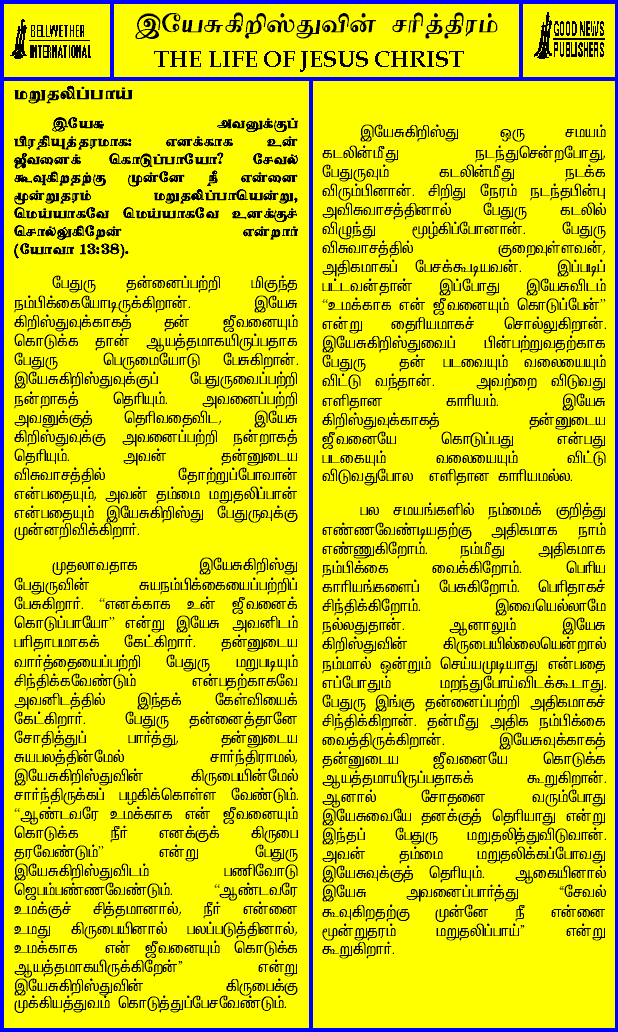 BELLWETHER
INTERNATIONAL
இயேசுகிறிஸ்துவின் சரித்திரம்
THE LIFE OF JESUS CHRIST
GOOD NEWS
PUBLISHERS
மறுதலிப்பாய்
இயேசு அவனுக்குப்
பிரதியுத்தரமாக: எனக்காக உன்
ஜீவனைக் கொடுப்பாயோ? சேவல்
கூவுகிறதற்கு முன்னே நீ என்னை
மூன்றுதரம் மறுதலிப்பாயென்று,
மெய்யாகவே மெய்யாகவே உனக்குச்
சொல்லுகிறேன் என்றார்
(யோவா 13:38).
பேதுரு தன்னைப்பற்றி மிகுந்த
நம்பிக்கையோடிருக்கிறான். இயேசு
கிறிஸ்துவுக்காகத் தன் ஜீவனையும்
கொடுக்க தான் ஆயத்தமாகயிருப்பதாக
பேதுரு பெருமையோடு பேசுகிறான்.
இயேசுகிறிஸ்துவுக்குப் பேதுருவைப்பற்றி
நன்றாகத் தெரியும். அவனைப்பற்றி
அவனுக்குத் தெரிவதைவிட, இயேசு
கிறிஸ்துவுக்கு அவனைப்பற்றி நன்றாகத்
தெரியும். அவன் தன்னுடைய
விசுவாசத்தில் தோற்றுப்போவான்
என்பதையும், அவன் தம்மை மறுதலிப்பான்
என்பதையும் இயேசுகிறிஸ்து பேதுருவுக்கு
முன்னறிவிக்கிறார்.
முதலாவதாக இயேசுகிறிஸ்து
பேதுருவின் சுயநம்பிக்கையைப்பற்றிப்
பேசுகிறார். “எனக்காக உன் ஜீவனைக்
கொடுப்பாயோ” என்று இயேசு அவனிடம்
பரிதாபமாகக் கேட்கிறார். தன்னுடைய
வார்த்தையைப்பற்றி பேதுரு மறுபடியும்
சிந்திக்கவேண்டும் என்பதற்காகவே
அவனிடத்தில் இந்தக் கேள்வியைக்
கேட்கிறார். பேதுரு தன்னைத்தானே
சோதித்துப் பார்த்து, தன்னுடைய
சுயபலத்தின்மேல் சார்ந்திராமல்,
இயேசுகிறிஸ்துவின் கிருபையின்மேல்
சார்ந்திருக்கப் பழகிக்கொள்ள வேண்டும்.
“ஆண்டவரே உமக்காக என் ஜீவனையும்
கொடுக்க நீர் எனக்குக் கிருபை
தரவேண்டும்” என்று பேதுரு
இயேசுகிறிஸ்துவிடம் பணிவோடு
ஜெபம்பண்ணவேண்டும். “ஆண்டவரே
உமக்குச் சித்தமானால், நீர் என்னை
உமது கிருபையினால் பலப்படுத்தினால்,
உமக்காக என் ஜீவனையும் கொடுக்க
ஆயத்தமாகயிருக்கிறேன்” என்று
இயேசுகிறிஸ்துவின் கிருபைக்கு
முக்கியத்துவம் கொடுத்துப்பேசவேண்டும்.
இயேசுகிறிஸ்து ஒரு சமயம்
கடலின்மீது நடந்துசென்றபோது,
பேதுருவும் கடலின்மீது நடக்க
விரும்பினான். சிறிது நேரம் நடந்தபின்பு
அவிசுவாசத்தினால் பேதுரு கடலில்
விழுந்து மூழ்கிப்போனான். பேதுரு
விசுவாசத்தில் குறைவுள்ளவன்,
அதிகமாகப் பேசக்கூடியவன். இப்படிப்
பட்டவன்தான் இப்போது இயேசுவிடம்
“உமக்காக என் ஜீவனையும் கொடுப்பேன்”
என்று தைரியமாகச் சொல்லுகிறான்.
இயேசுகிறிஸ்துவைப் பின்பற்றுவதற்காக
பேதுரு தன் படவையும் வலையையும்
விட்டு வந்தான். அவற்றை விடுவது
எளிதான காரியம். இயேசு
கிறிஸ்துவுக்காகத் தன்னுடைய
ஜீவனையே கொடுப்பது என்பது
படகையும் வலையையும் விட்டு
விடுவதுபோல எளிதான காரியமல்ல.
பல சமயங்களில் நம்மைக் குறித்து
எண்ணவேண்டியதற்கு அதிகமாக நாம்
எண்ணுகிறோம். நம்மீது அதிகமாக
நம்பிக்கை வைக்கிறோம். பெரிய
காரியங்களைப் பேசுகிறோம். பெரிதாகச்
சிந்திக்கிறோம். இவையெல்லாமே
நல்லதுதான். ஆனாலும் இயேசு
கிறிஸ்துவின் கிருபையில்லையென்றால்
நம்மால் ஒன்றும் செய்யமுடியாது என்பதை
எப்போதும் மறந்துபோய்விடக்கூடாது.
பேதுரு இங்கு தன்னைப்பற்றி அதிகமாகச்
சிந்திக்கிறான். தன்மீது அதிக நம்பிக்கை
வைத்திருக்கிறான். இயேசுவுக்காகத்
தன்னுடைய ஜீவனையே கொடுக்க
ஆயத்தமாயிருப்பதாகக் கூறுகிறான்.
ஆனால் சோதனை வரும்போது
இயேசுவையே தனக்குத் தெரியாது என்று
இந்தப் பேதுரு மறுதலித்துவிடுவான்.
அவன் தம்மை மறுதலிக்கப்போவது
இயேசுவுக்குத் தெரியும். ஆகையினால்
இயேசு அவனைப்பார்த்து “சேவல்
கூவுகிறதற்கு முன்னே நீ என்னை
மூன்றுதரம் மறுதலிப்பாய்” என்று
கூறுகிறார்.